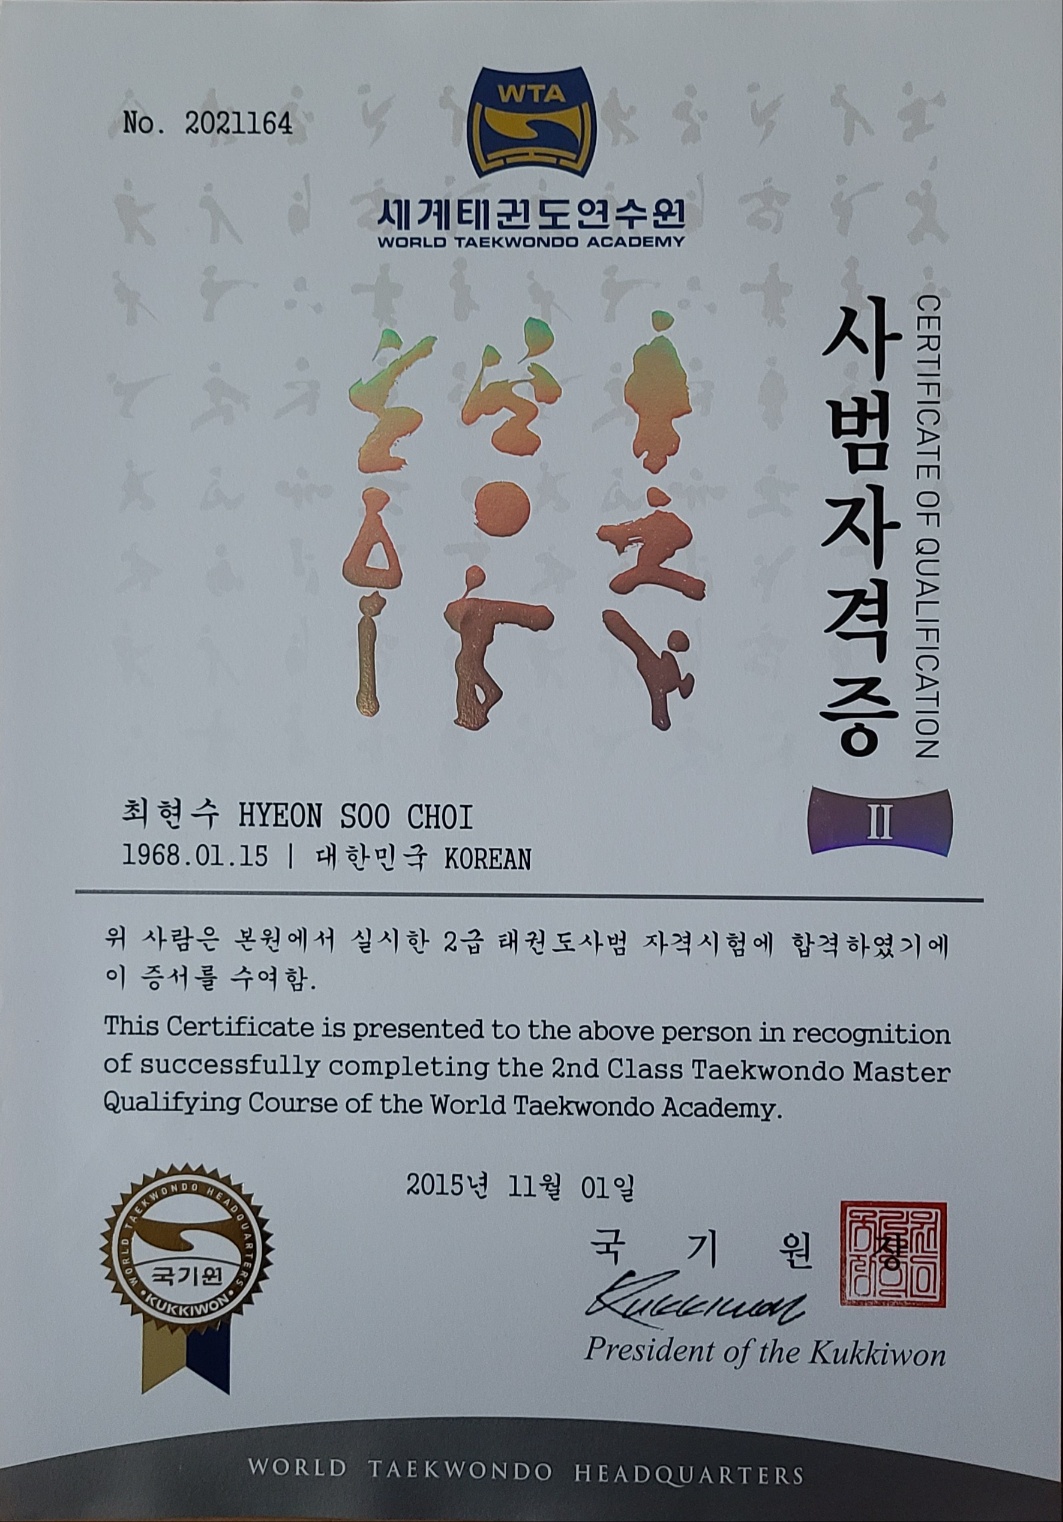 No. 2021164
WTA
세계태권도연수원
WORLD TAEKWONDO ACADEMY
사범자격증
CERTIFICATE OF QUALIFICATION
II
최현수 HYEON SOO CHOI
1968.01.15 | 대한민국 KOREAN
위 사람은 본원에서 실시한 2급 태권도사범 자격시험에 합격하였기에
이 증서를 수여함.
This Certificate is presented to the above person in recognition
of successfully completing the 2nd Class Taekwondo Master
Qualifying Course of the World Taekwondo Academy.
2015년 11월 01일
WORLD TAEKWONDO HEADQUARTERS
국기원
KUKKIWON
국 기 원 장
Kukkiwon
President of the Kukkiwon
WORLD TAEKWONDO HEADQUARTERS